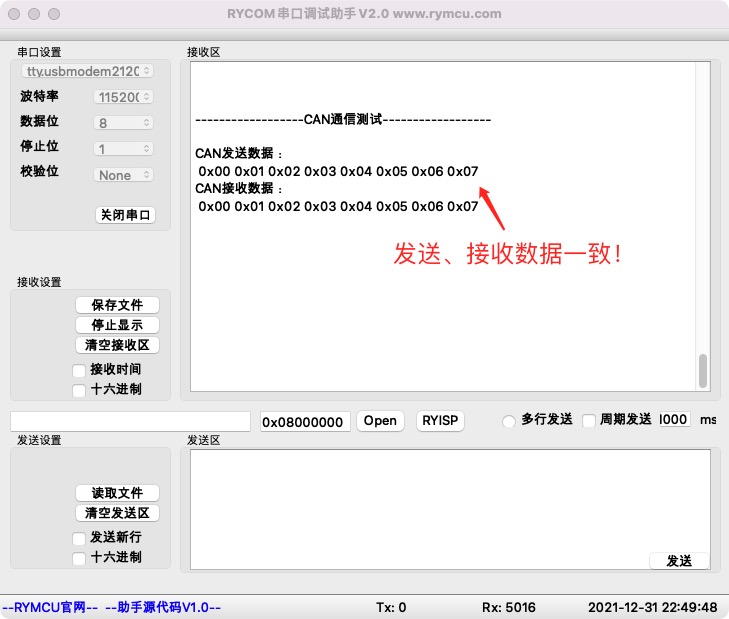 RYCOM串口调试助手V2.0 www.rymcu.com
串口设置
tty.usbmodem2120
波特率 115200
数据位 8
停止位 1
校验位 None
关闭串口
接收区
------------------CAN通信测试------------------
CAN发送数据：
0x00 0x01 0x02 0x03 0x04 0x05 0x06 0x07
CAN接收数据：
0x00 0x01 0x02 0x03 0x04 0x05 0x06 0x07
发送、接收数据一致！
接收设置
保存文件
停止显示
清空接收区
接收时间
十六进制
0x08000000 Open RYISP 多行发送 周期发送 1000 ms
发送设置
读取文件
清空发送区
发送新行
十六进制
发送区
发送
--RYMCU官网-- --助手源代码V1.0-- Tx: 0 Rx: 5016 2021-12-31 22:49:48